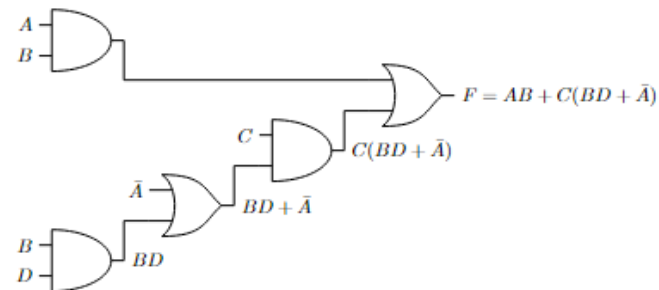 A
B
F = AB + C(BD + Ā)
C
C(BD + Ā)
Ā
BD + Ā
B
BD
D